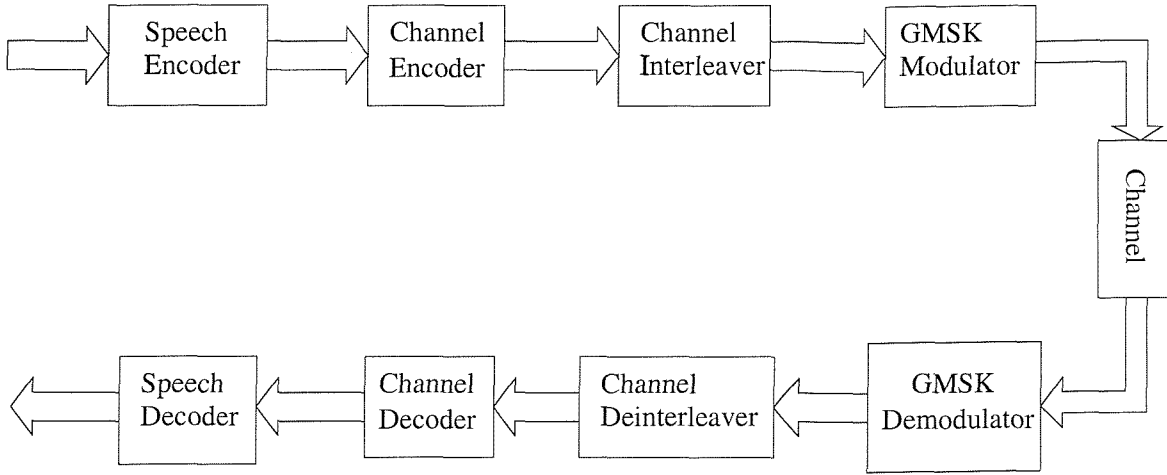 Speech
Encoder
Channel
Encoder
Channel
Interleaver
GMSK
Modulator
Channel
GMSK
Demodulator
Channel
Deinterleaver
Channel
Decoder
Speech
Decoder